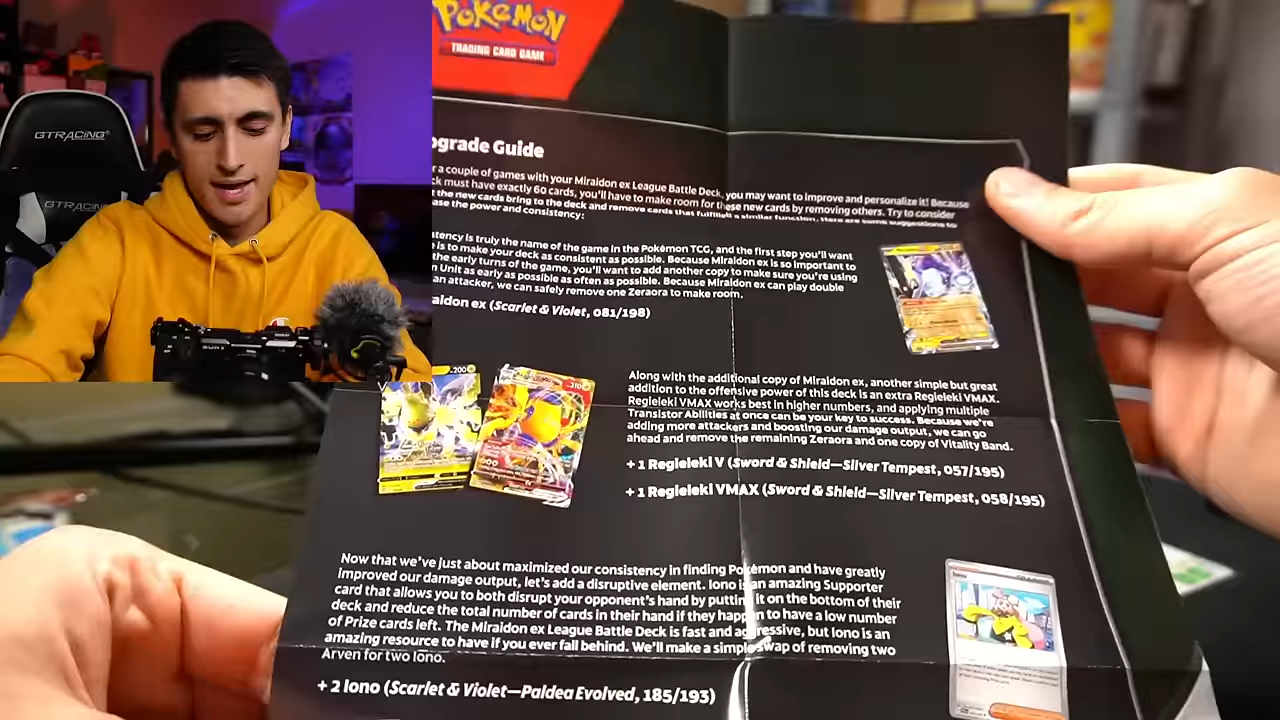 POKéMON
TRADING CARD GAME
GTRACING
GTRACING
SONY
pgrade Guide
r a couple of games with your Miraidon ex League Battle Deck, you may want to improve and personalize it! Because
ck must have exactly 60 cards, you'll have to make room for these new cards by removing others. Try to consider
t the new cards bring to the deck and remove cards that fulfilled a similar function, there are some suggestions to
ase the power and consistency:
stency is truly the name of the game in the Pokémon TCG, and the first step you'll want
e is to make your deck as consistent as possible. Because Miraidon ex is so important to
the early turns of the game, you'll want to add another copy to make sure you're using
n Unit as early as possible as often as possible. Because Miraidon ex can play double
an attacker, we can safely remove one Zeraora to make room.
aidon ex (Scarlet & Violet, 081/198)
200
310
Along with the additional copy of Miraidon ex, another simple but great
addition to the offensive power of this deck is an extra Regieleki VMAX.
Regieleki VMAX works best in higher numbers, and applying multiple
Transistor Abilities at once can be your key to success. Because we're
adding more attackers and boosting our damage output, we can go
ahead and remove the remaining Zeraora and one copy of Vitality Band.
+ 1 Regieleki V (Sword & Shield—Silver Tempest, 057/195)
+ 1 Regieleki VMAX (Sword & Shield—Silver Tempest, 058/195)
Now that we've just about maximized our consistency in finding Pokémon and have greatly
improved our damage output, let's add a disruptive element. Iono is an amazing Supporter
card that allows you to both disrupt your opponent's hand by putting it on the bottom of their
deck and reduce the total number of cards in their hand if they happen to have a low number
of Prize cards left. The Miraidon ex League Battle Deck is fast and aggressive, but Iono is an
amazing resource to have if you ever fall behind. We'll make a simple swap of removing two
Arven for two Iono.
+ 2 Iono (Scarlet & Violet—Paldea Evolved, 185/193)
Iono